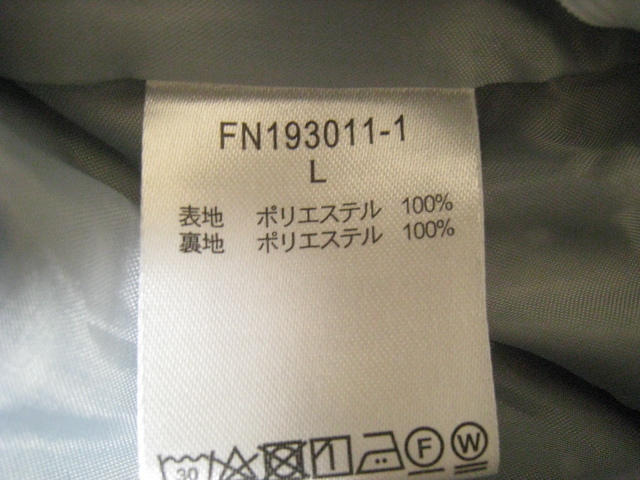 FN193011-1
L
表地 ポリエステル 100%
裏地 ポリエステル 100%
30 F W